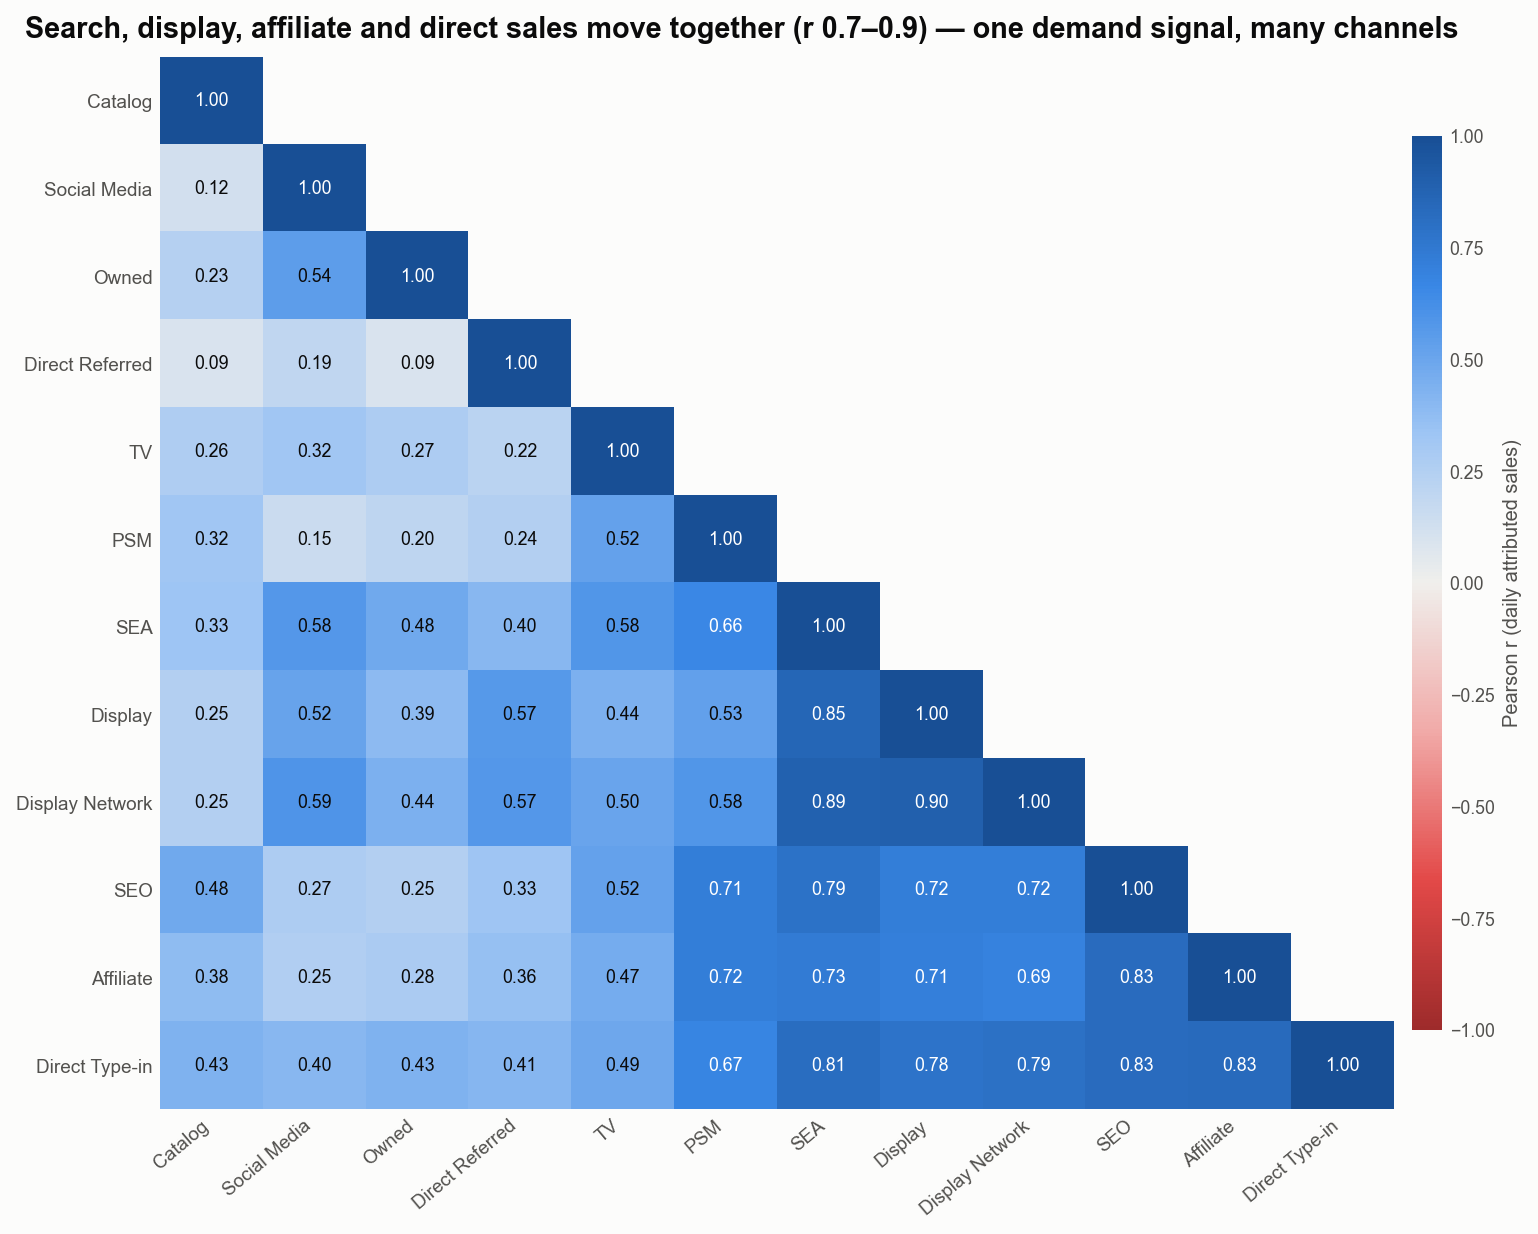 Search, display, affiliate and direct sales move together (r 0.7–0.9) — one demand signal, many channels
Catalog 1.00
Social Media 0.12 1.00
Owned 0.23 0.54 1.00
Direct Referred 0.09 0.19 0.09 1.00
TV 0.26 0.32 0.27 0.22 1.00
PSM 0.32 0.15 0.20 0.24 0.52 1.00
SEA 0.33 0.58 0.48 0.40 0.58 0.66 1.00
Display 0.25 0.52 0.39 0.57 0.44 0.53 0.85 1.00
Display Network 0.25 0.59 0.44 0.57 0.50 0.58 0.89 0.90 1.00
SEO 0.48 0.27 0.25 0.33 0.52 0.71 0.79 0.72 0.72 1.00
Affiliate 0.38 0.25 0.28 0.36 0.47 0.72 0.73 0.71 0.69 0.83 1.00
Direct Type-in 0.43 0.40 0.43 0.41 0.49 0.67 0.81 0.78 0.79 0.83 0.83 1.00
Catalog Social Media Owned Direct Referred TV PSM SEA Display Display Network SEO Affiliate Direct Type-in
1.00
0.75
0.50
0.25
0.00
−0.25
−0.50
−0.75
−1.00
Pearson r (daily attributed sales)